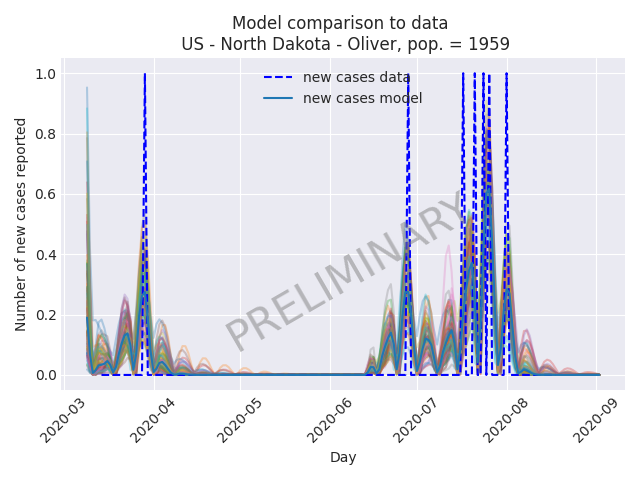 Model comparison to data
US - North Dakota - Oliver, pop. = 1959
new cases data
new cases model
PRELIMINARY
Number of new cases reported
1.0
0.8
0.6
0.4
0.2
0.0
2020-03
2020-04
2020-05
2020-06
2020-07
2020-08
2020-09
Day